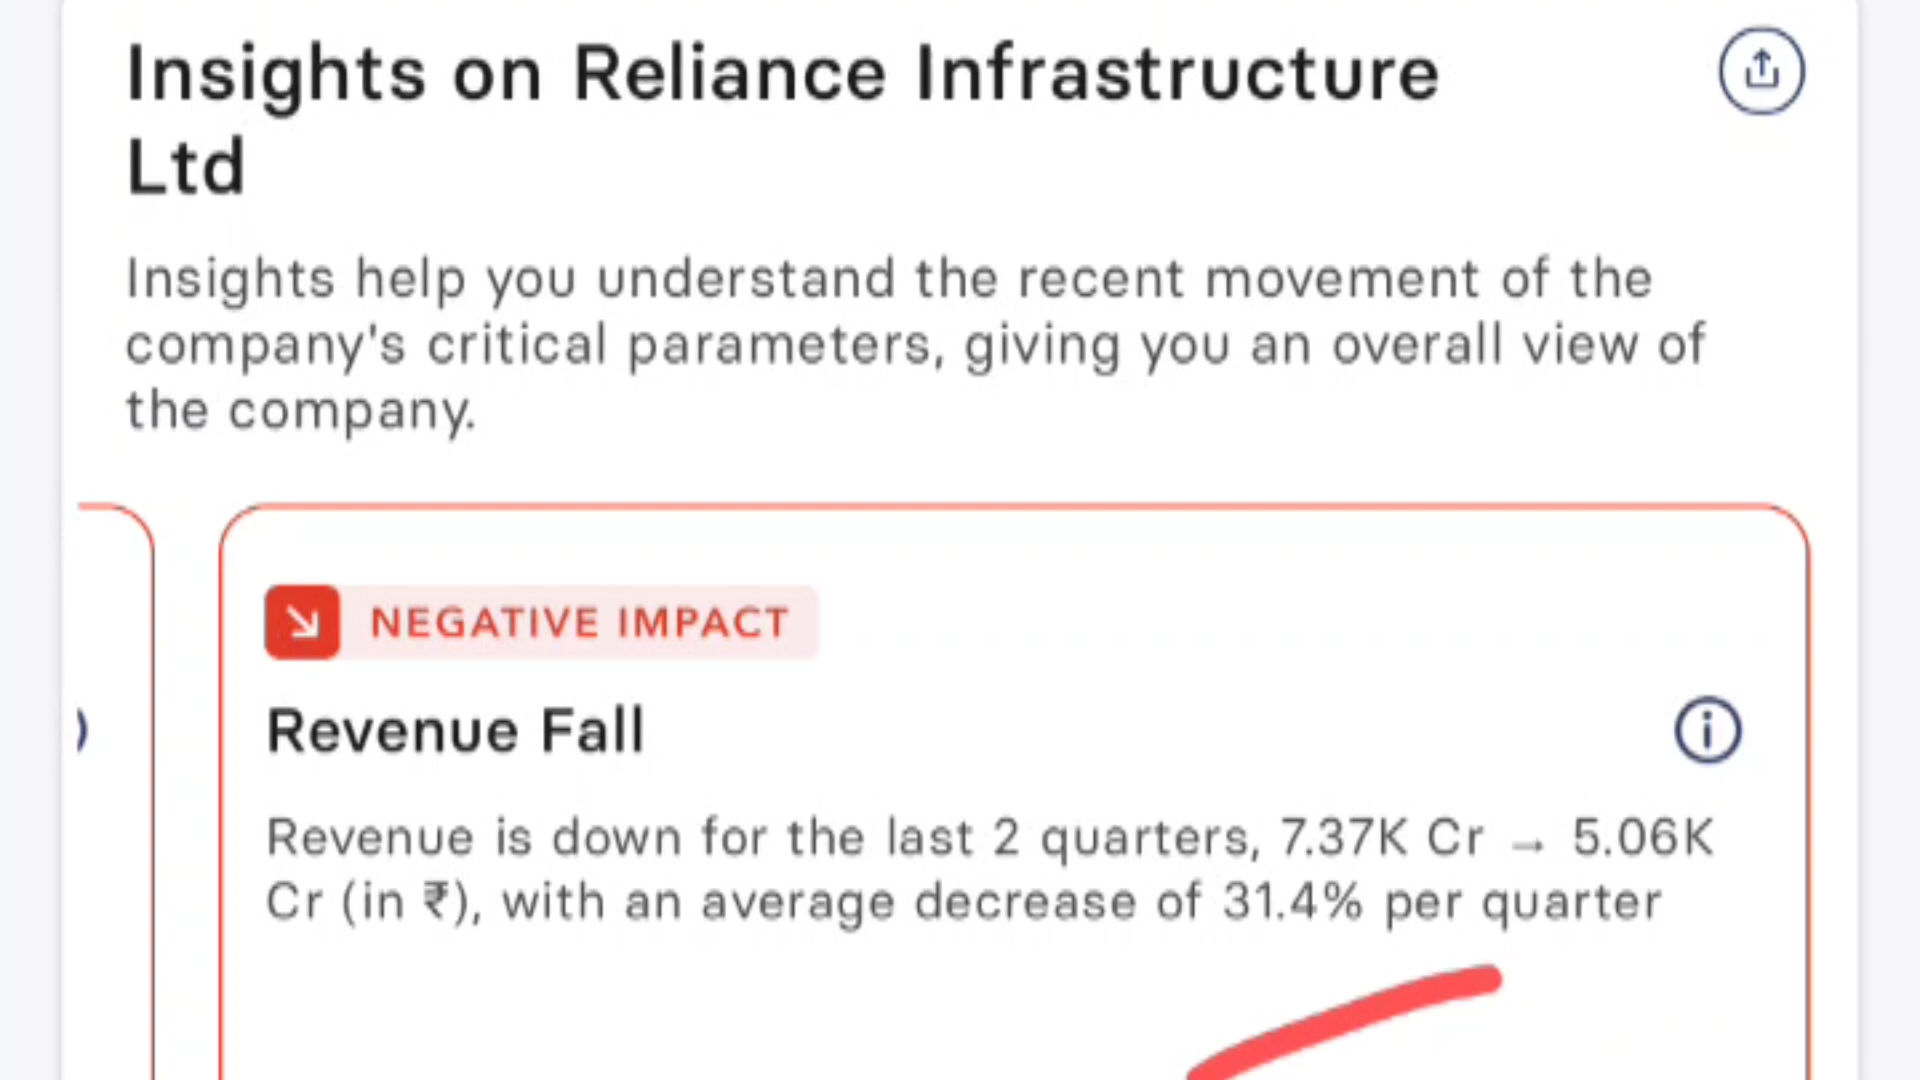 Insights on Reliance Infrastructure
Ltd
Insights help you understand the recent movement of the
company's critical parameters, giving you an overall view of
the company.
NEGATIVE IMPACT
Revenue Fall
Revenue is down for the last 2 quarters, 7.37K Cr → 5.06K
Cr (in ₹), with an average decrease of 31.4% per quarter